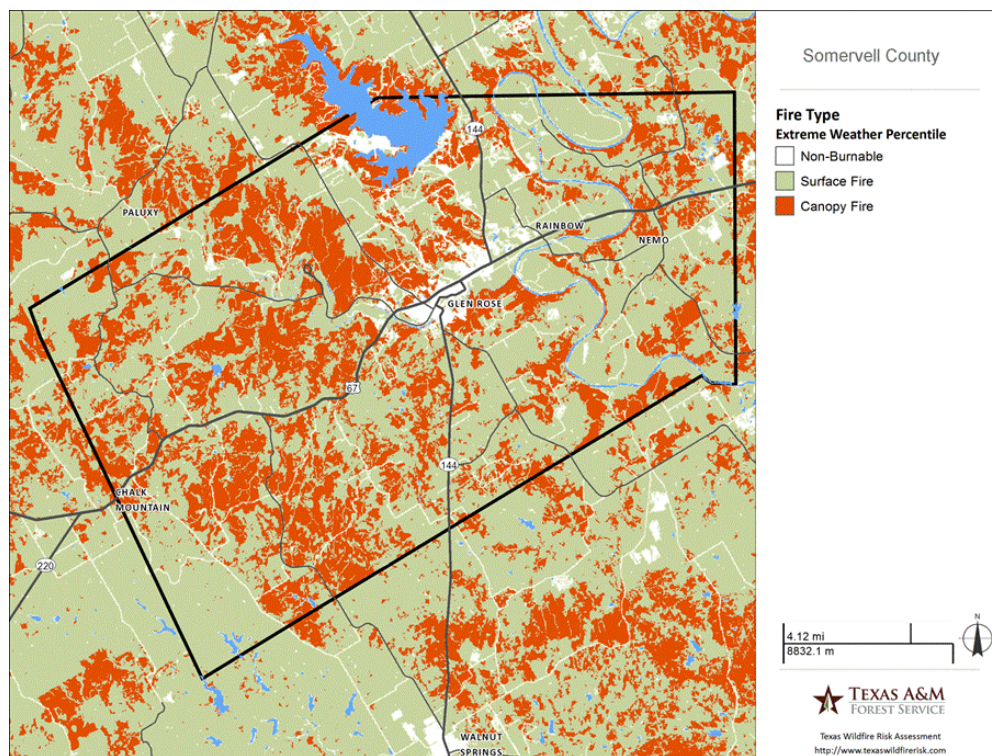 Somervell County
Fire Type
Extreme Weather Percentile
Non-Burnable
Surface Fire
Canopy Fire
144
PALUXY
RAINBOW
NEMO
GLEN ROSE
67
144
CHALK
MOUNTAIN
220
WALNUT
SPRINGS
N
4.12 mi
8832.1 m
TEXAS A&M
FOREST SERVICE
Texas Wildfire Risk Assessment
http://www.texaswildfirerisk.com